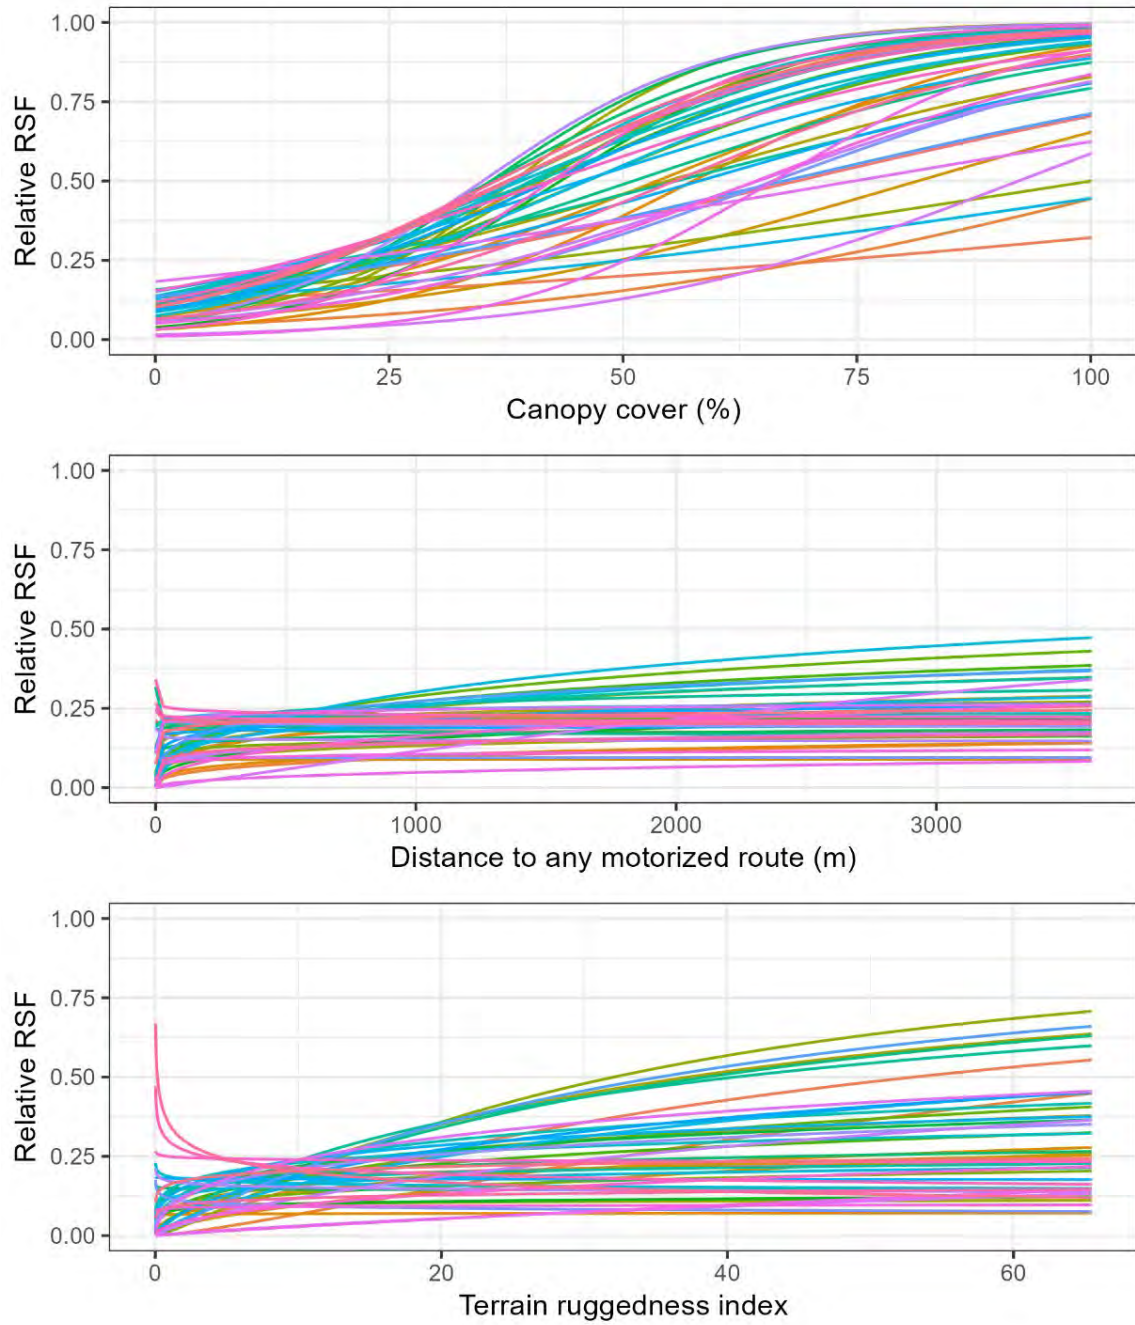 1.00
0.75
0.50
0.25
0.00
Relative RSF
0 25 50 75 100
Canopy cover (%)
1.00
0.75
0.50
0.25
0.00
Relative RSF
0 1000 2000 3000
Distance to any motorized route (m)
1.00
0.75
0.50
0.25
0.00
Relative RSF
0 20 40 60
Terrain ruggedness index